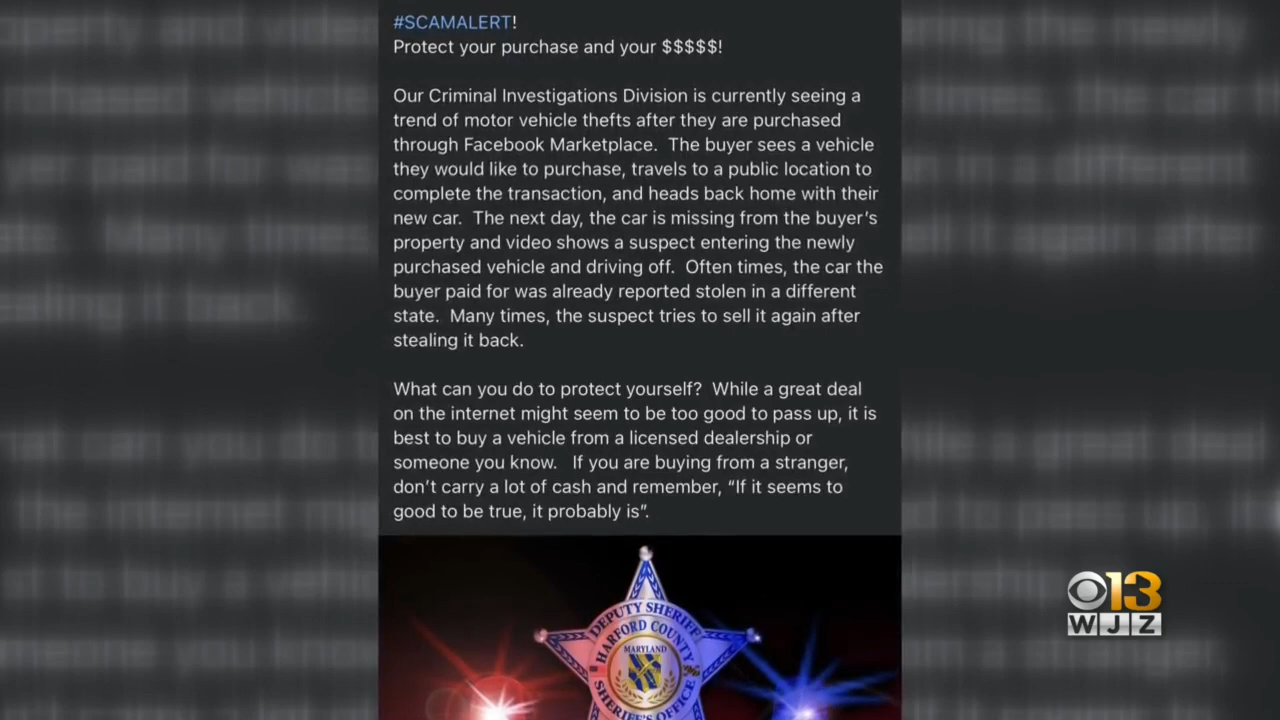 #SCAMALERT!
Protect your purchase and your $$$$$!
Our Criminal Investigations Division is currently seeing a
trend of motor vehicle thefts after they are purchased
through Facebook Marketplace.  The buyer sees a vehicle
they would like to purchase, travels to a public location to
complete the transaction, and heads back home with their
new car.  The next day, the car is missing from the buyer's
property and video shows a suspect entering the newly
purchased vehicle and driving off.  Often times, the car the
buyer paid for was already reported stolen in a different
state.  Many times, the suspect tries to sell it again after
stealing it back.
What can you do to protect yourself?  While a great deal
on the internet might seem to be too good to pass up, it is
best to buy a vehicle from a licensed dealership or
someone you know.   If you are buying from a stranger,
don't carry a lot of cash and remember, “If it seems to
good to be true, it probably is”.
DEPUTY SHERIFF
HARFORD COUNTY
MARYLAND
SHERIFF'S OFFICE
13
WJZ